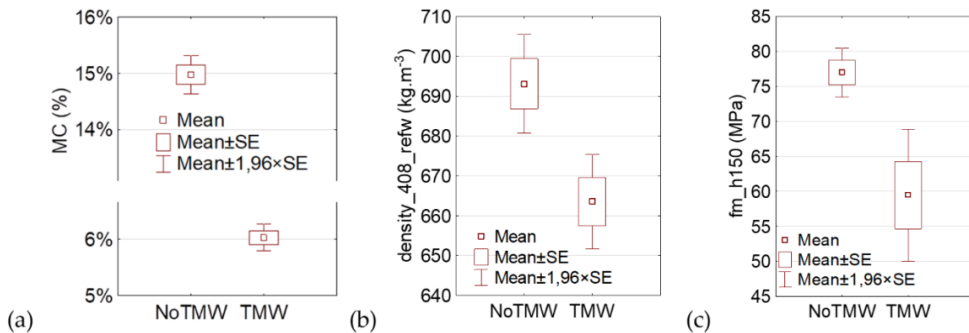 16%
15%
14%
6%
5%
MC (%)
Mean
Mean±SE
Mean±1,96×SE
NoTMW TMW
(a)
710
700
690
680
670
660
650
640
density_408_refw (kg.m⁻³)
Mean
Mean±SE
Mean±1,96×SE
NoTMW TMW
(b)
85
80
75
70
65
60
55
50
45
fm_h150 (MPa)
Mean
Mean±SE
Mean±1,96×SE
NoTMW TMW
(c)